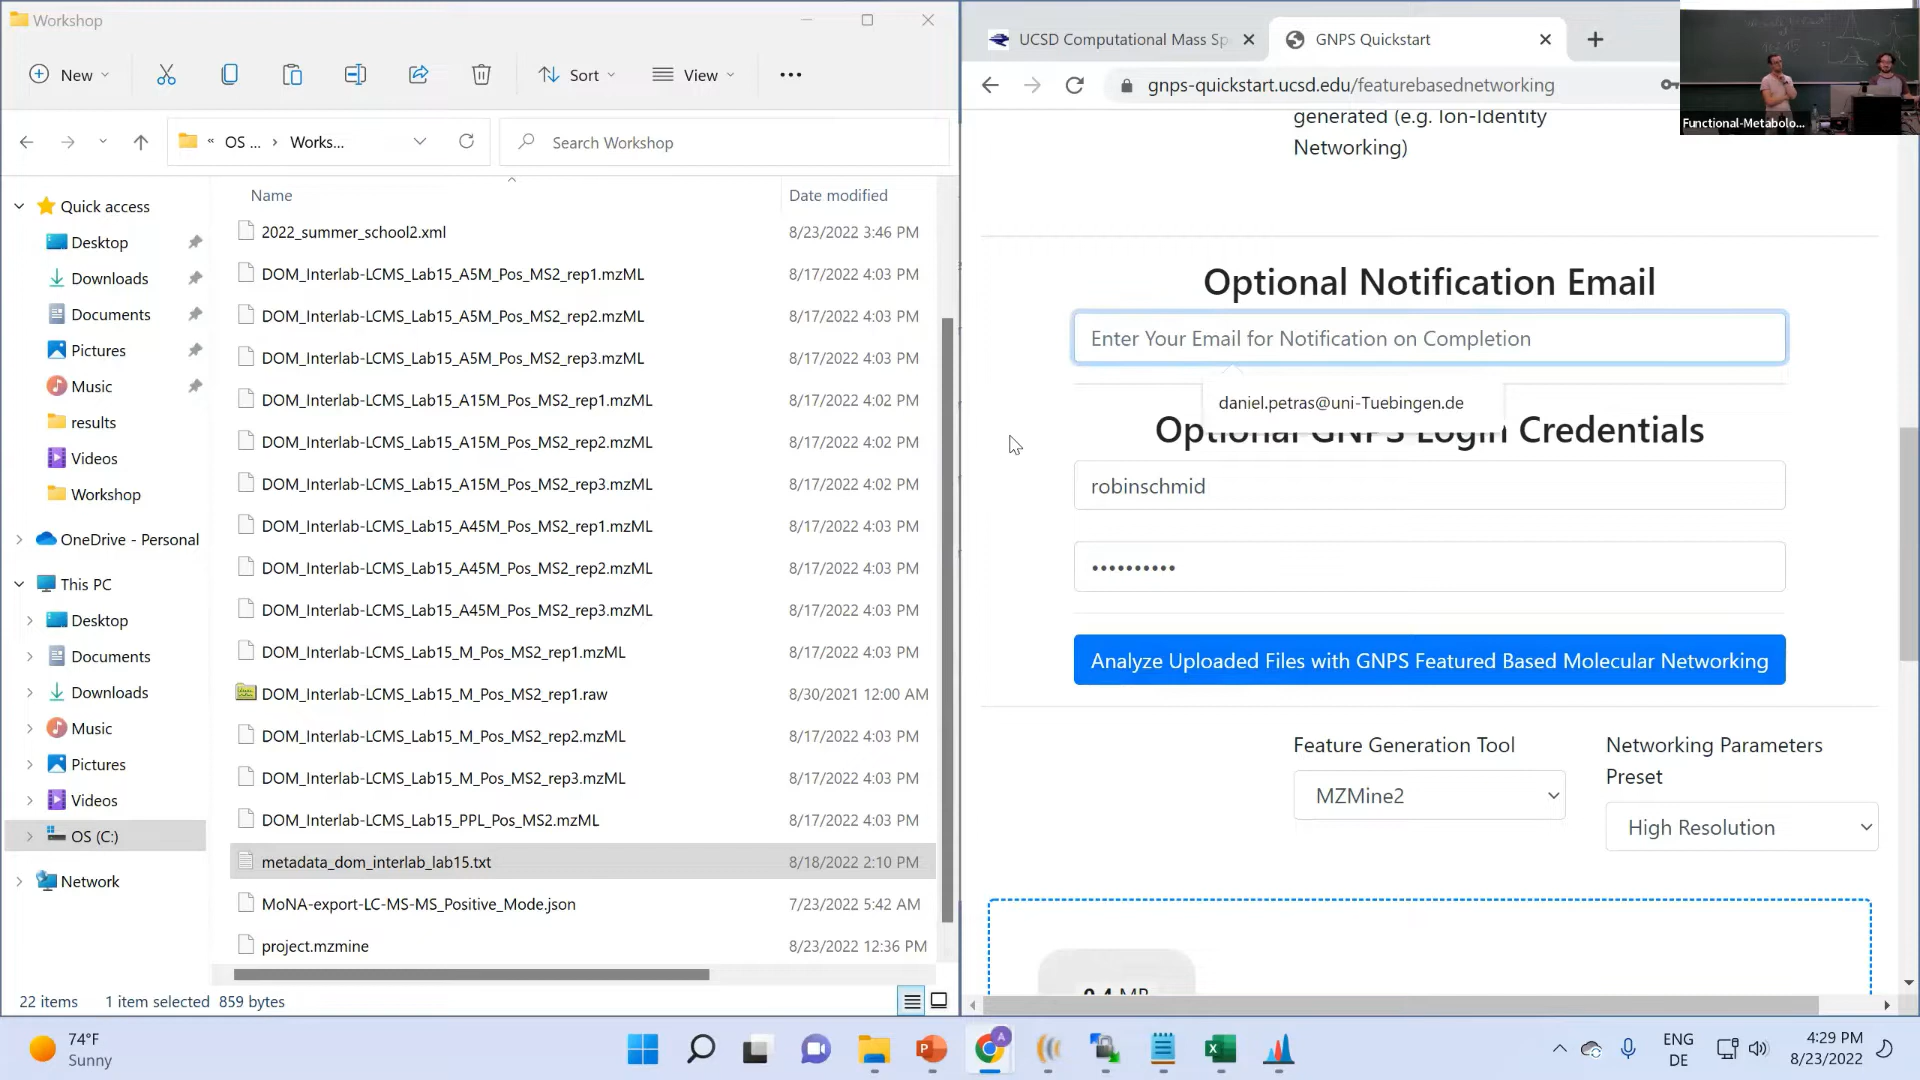 Workshop
New
Sort
View
« OS ... › Works...
Search Workshop
Name
Date modified
Quick access
Desktop
Downloads
Documents
Pictures
Music
results
Videos
Workshop
OneDrive - Personal
This PC
Desktop
Documents
Downloads
Music
Pictures
Videos
OS (C:)
Network
2022_summer_school2.xml 8/23/2022 3:46 PM
DOM_Interlab-LCMS_Lab15_A5M_Pos_MS2_rep1.mzML 8/17/2022 4:03 PM
DOM_Interlab-LCMS_Lab15_A5M_Pos_MS2_rep2.mzML 8/17/2022 4:03 PM
DOM_Interlab-LCMS_Lab15_A5M_Pos_MS2_rep3.mzML 8/17/2022 4:03 PM
DOM_Interlab-LCMS_Lab15_A15M_Pos_MS2_rep1.mzML 8/17/2022 4:02 PM
DOM_Interlab-LCMS_Lab15_A15M_Pos_MS2_rep2.mzML 8/17/2022 4:02 PM
DOM_Interlab-LCMS_Lab15_A15M_Pos_MS2_rep3.mzML 8/17/2022 4:02 PM
DOM_Interlab-LCMS_Lab15_A45M_Pos_MS2_rep1.mzML 8/17/2022 4:03 PM
DOM_Interlab-LCMS_Lab15_A45M_Pos_MS2_rep2.mzML 8/17/2022 4:03 PM
DOM_Interlab-LCMS_Lab15_A45M_Pos_MS2_rep3.mzML 8/17/2022 4:03 PM
DOM_Interlab-LCMS_Lab15_M_Pos_MS2_rep1.mzML 8/17/2022 4:03 PM
DOM_Interlab-LCMS_Lab15_M_Pos_MS2_rep1.raw 8/30/2021 12:00 AM
DOM_Interlab-LCMS_Lab15_M_Pos_MS2_rep2.mzML 8/17/2022 4:03 PM
DOM_Interlab-LCMS_Lab15_M_Pos_MS2_rep3.mzML 8/17/2022 4:03 PM
DOM_Interlab-LCMS_Lab15_PPL_Pos_MS2.mzML 8/17/2022 4:03 PM
metadata_dom_interlab_lab15.txt 8/18/2022 2:10 PM
MoNA-export-LC-MS-MS_Positive_Mode.json 7/23/2022 5:42 AM
project.mzmine 8/23/2022 12:36 PM
22 items 1 item selected 859 bytes
UCSD Computational Mass Sp
GNPS Quickstart
gnps-quickstart.ucsd.edu/featurebasednetworking
Functional-Metabolo...
generated (e.g. Ion-Identity
Networking)
Optional Notification Email
Enter Your Email for Notification on Completion
daniel.petras@uni-Tuebingen.de
Optional GNPS Login Credentials
robinschmid
••••••••••
Analyze Uploaded Files with GNPS Featured Based Molecular Networking
Feature Generation Tool
MZMine2
Networking Parameters
Preset
High Resolution
74°F
Sunny
ENG
DE
4:29 PM
8/23/2022